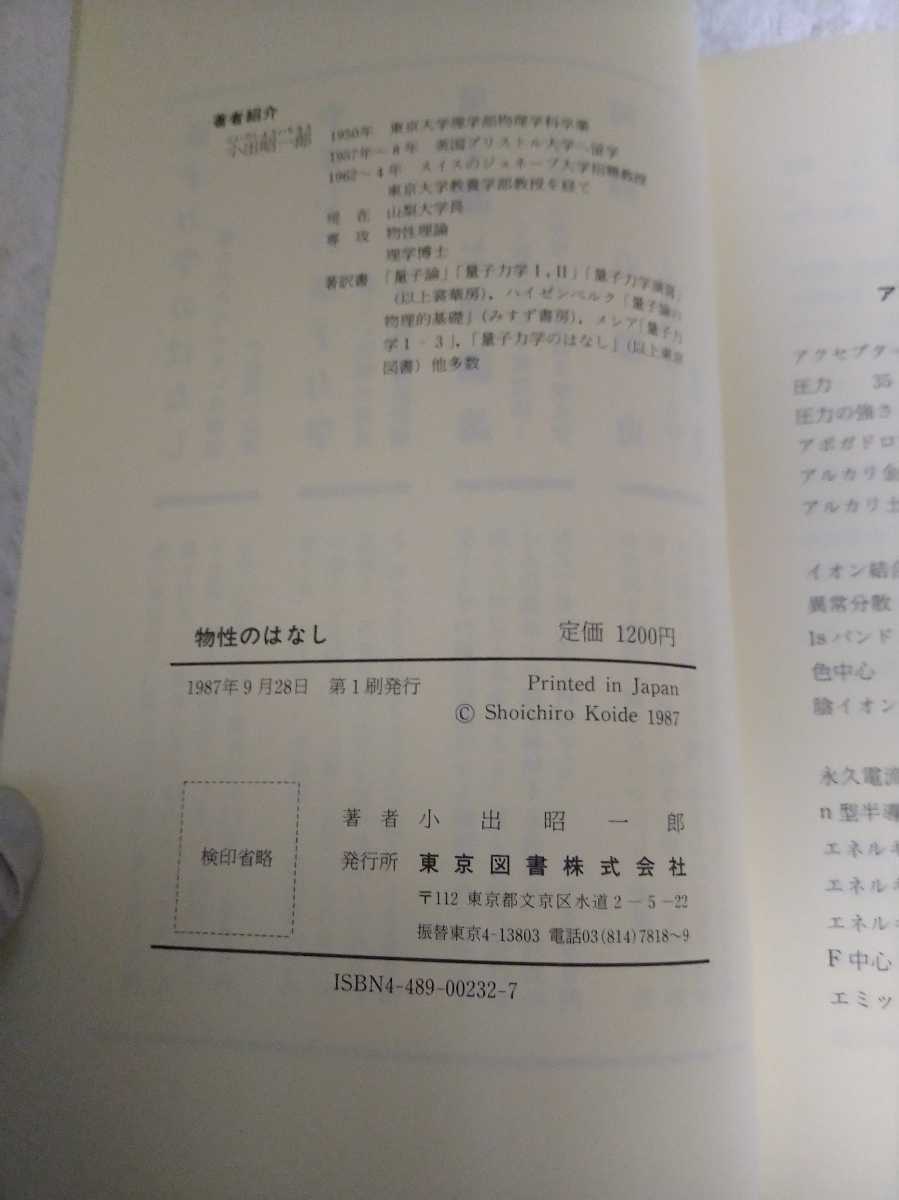 著者紹介
小出昭一郎
1950年 東京大学理学部物理学科卒業
1957年-8年 英国ブリストル大学へ留学
1962〜4年 スイスのジュネーブ大学招聘教授
東京大学教養学部教授を経て
現在 山梨大学長
専攻 物性理論
理学博士
著訳書 「量子論」「量子力学I,II」「量子力学演習」
(以上裳華房),ハイゼンベルク「量子論の
物理的基礎」(みすず書房),メシア「量子力
学1-3」,「量子力学のはなし」(以上東京
図書)他多数
物性のはなし 定価 1200円
1987年9月28日 第1刷発行 Printed in Japan
© Shoichiro Koide 1987
検印省略
著者 小出昭一郎
発行所 東京図書株式会社
〒112 東京都文京区水道2-5-22
振替東京4-13803 電話03(814)7818〜9
ISBN4-489-00232-7
ア
アクセプター
圧力 35
圧力の強さ
アボガドロ
アルカリ金
アルカリ土
イオン結合
異常分散
1sバンド
色中心
陰イオン
永久電流
n型半導
エネルギ
エネルギ
エネルギ
F中心
エミッ